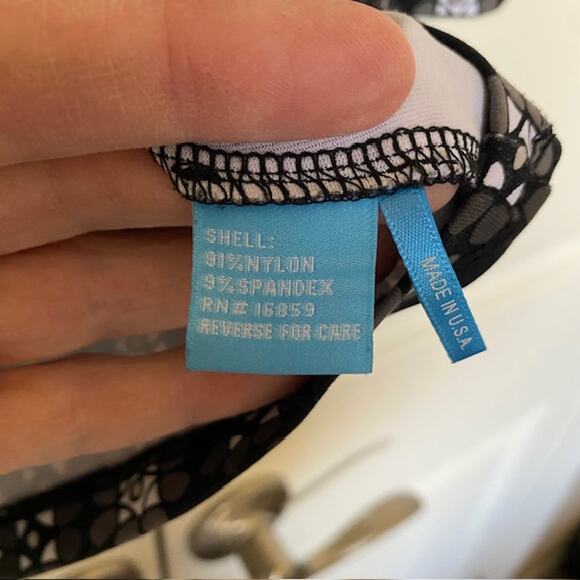 SHELL:
91%NYLON
9%SPANDEX
RN# 16859
REVERSE FOR CARE
MADE IN U.S.A.